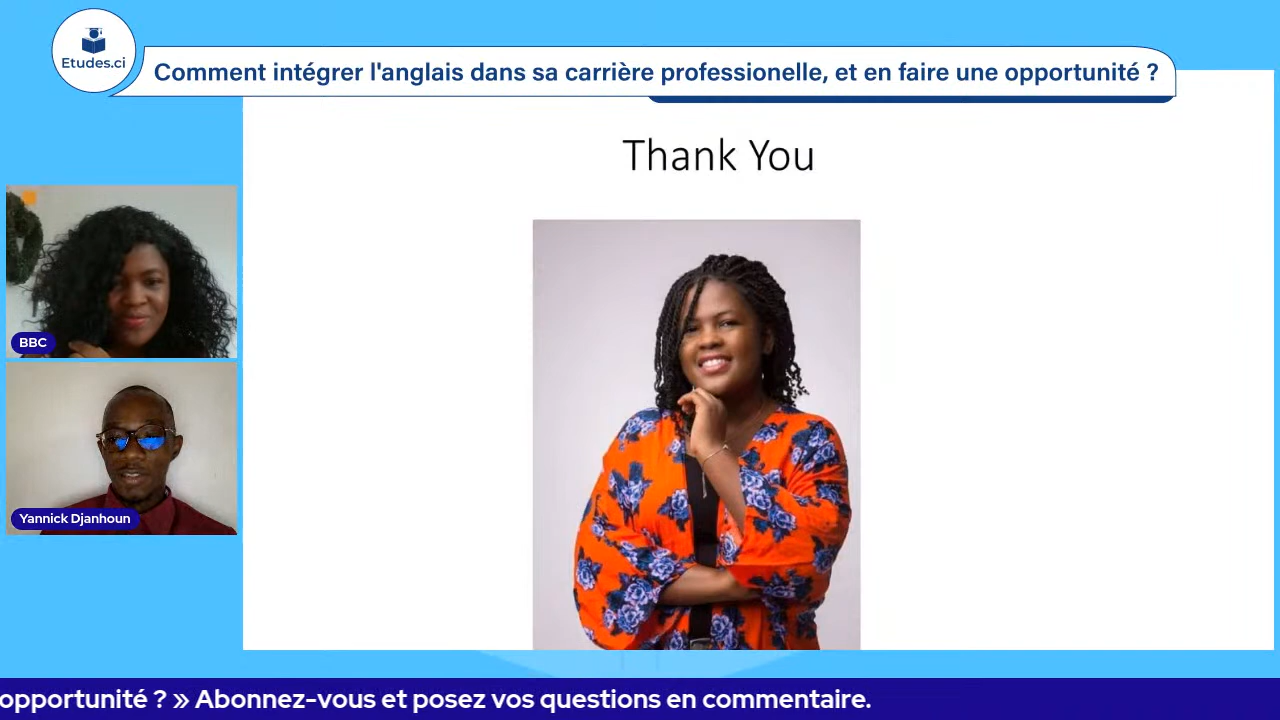 Etudes.ci
Comment intégrer l'anglais dans sa carrière professionelle, et en faire une opportunité ?
Thank You
BBC
Yannick Djanhoun
opportunité ? » Abonnez-vous et posez vos questions en commentaire.